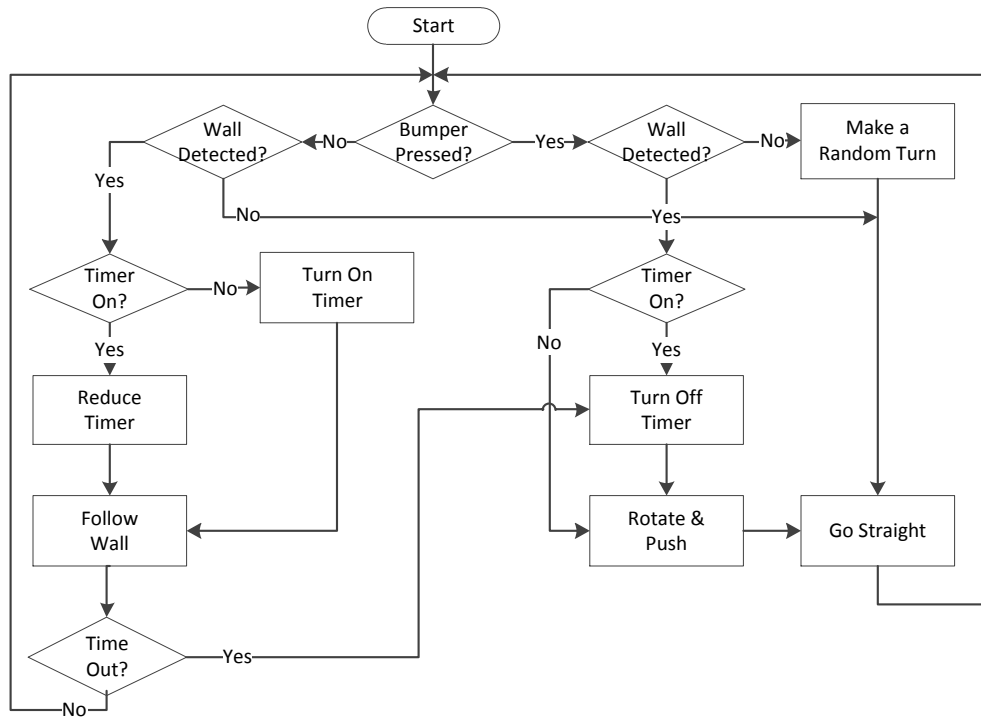 Start
Wall
Detected?
No
Bumper
Pressed?
Yes
Wall
Detected?
No
Make a
Random Turn
Yes
No
Yes
Timer
On?
No
Turn On
Timer
Timer
On?
Yes
No
Yes
Reduce
Timer
Turn Off
Timer
Follow
Wall
Rotate &
Push
Go Straight
Time
Out?
Yes
No